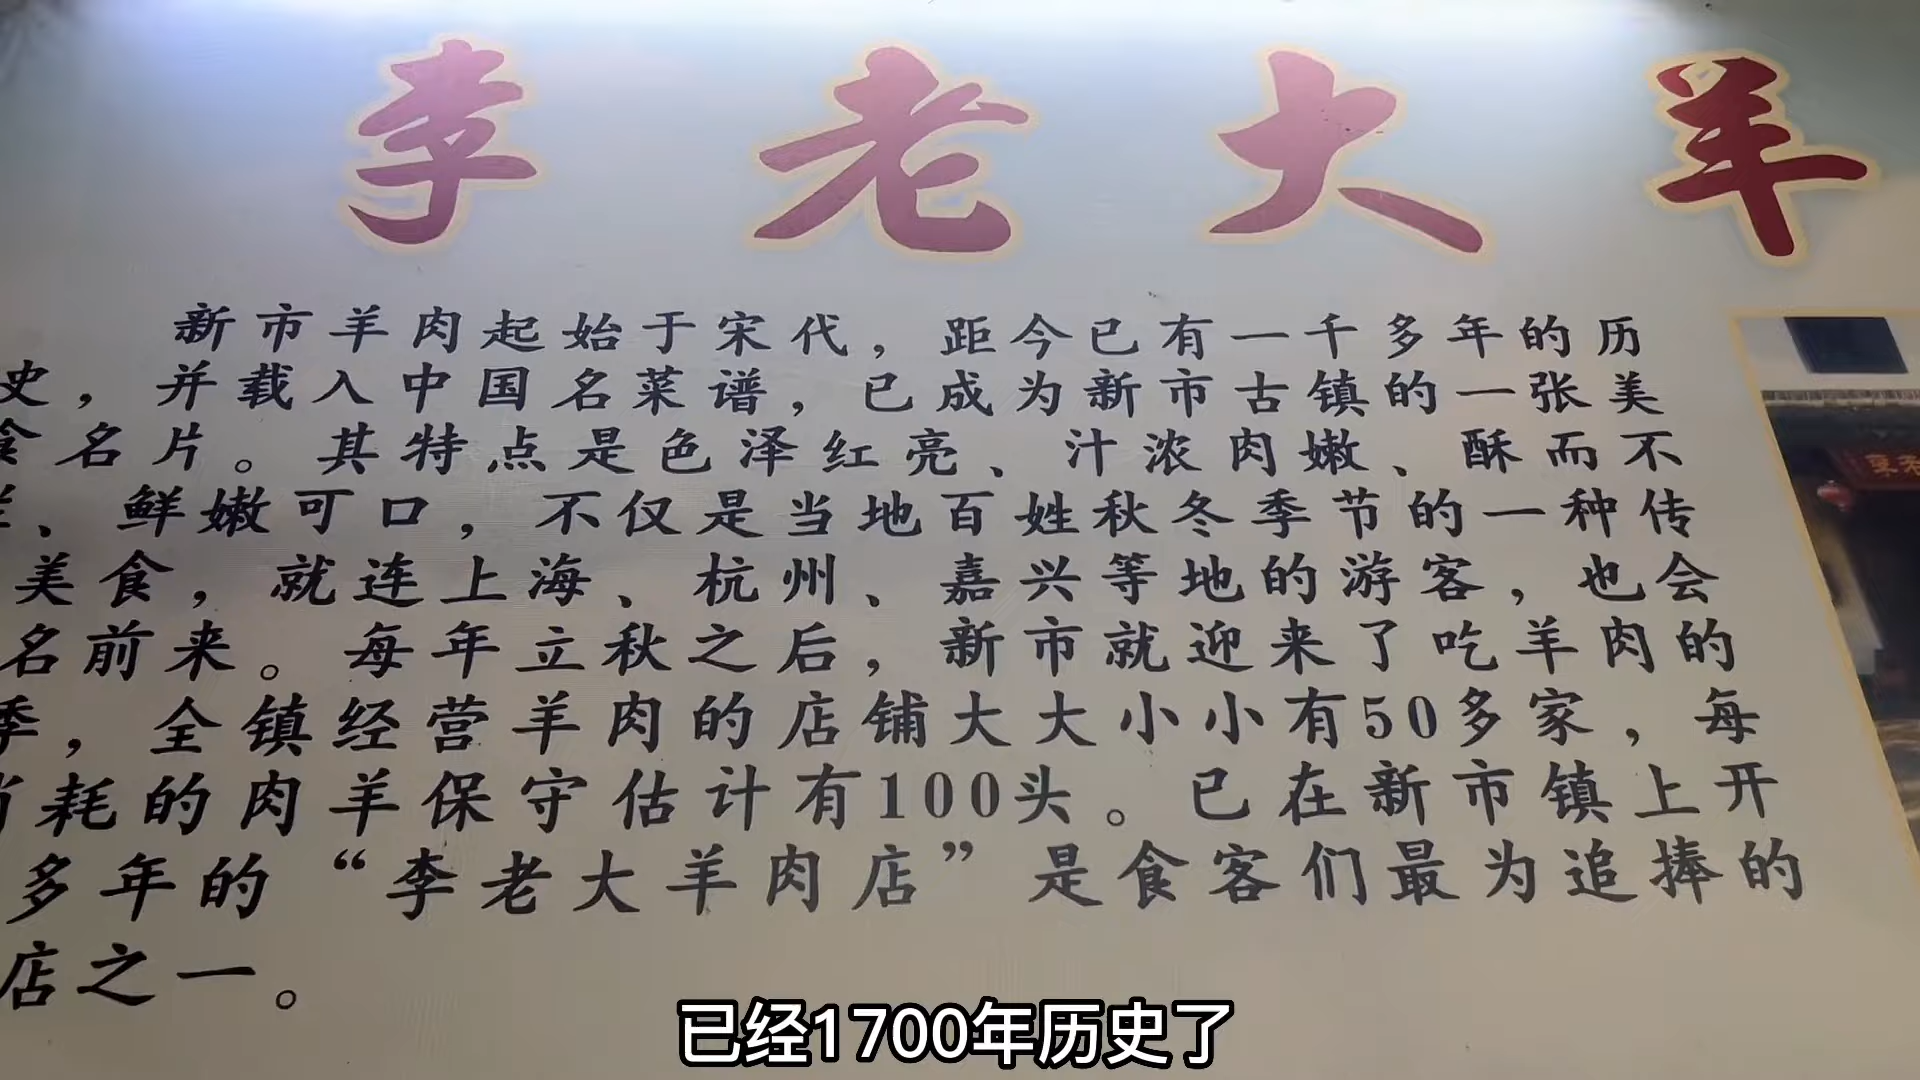 李老大羊
新市羊肉起始于宋代，距今已有一千多年的历
史，并载入中国名菜谱，已成为新市古镇的一张美
食名片。其特点是色泽红亮、汁浓肉嫩、酥而不
、鲜嫩可口，不仅是当地百姓秋冬季节的一种传
美食，就连上海、杭州、嘉兴等地的游客，也会
名前来。每年立秋之后，新市就迎来了吃羊肉的
季，全镇经营羊肉的店铺大大小小有50多家，每
消耗的肉羊保守估计有100头。已在新市镇上开
多年的“李老大羊肉店”是食客们最为追捧的
店之一。
已经1700年历史了